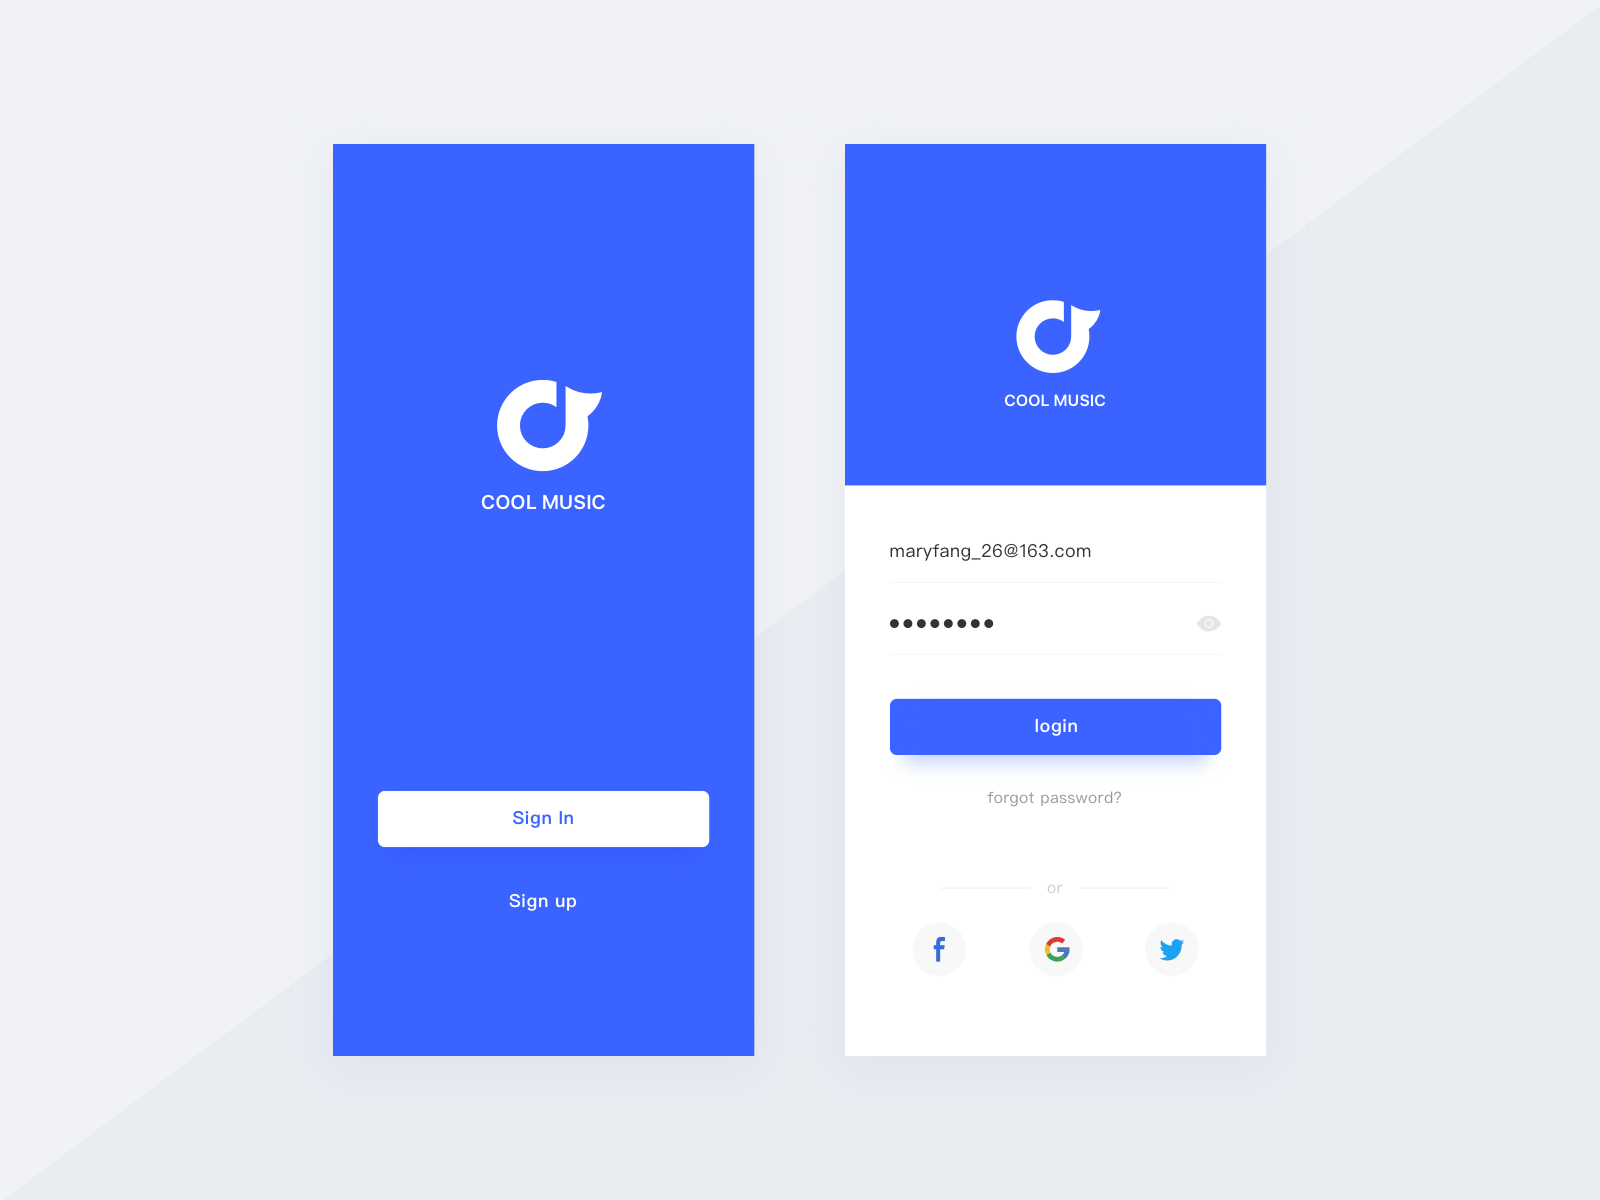 COOL MUSIC
Sign In
Sign up
COOL MUSIC
maryfang_26@163.com
login
forgot password?
or